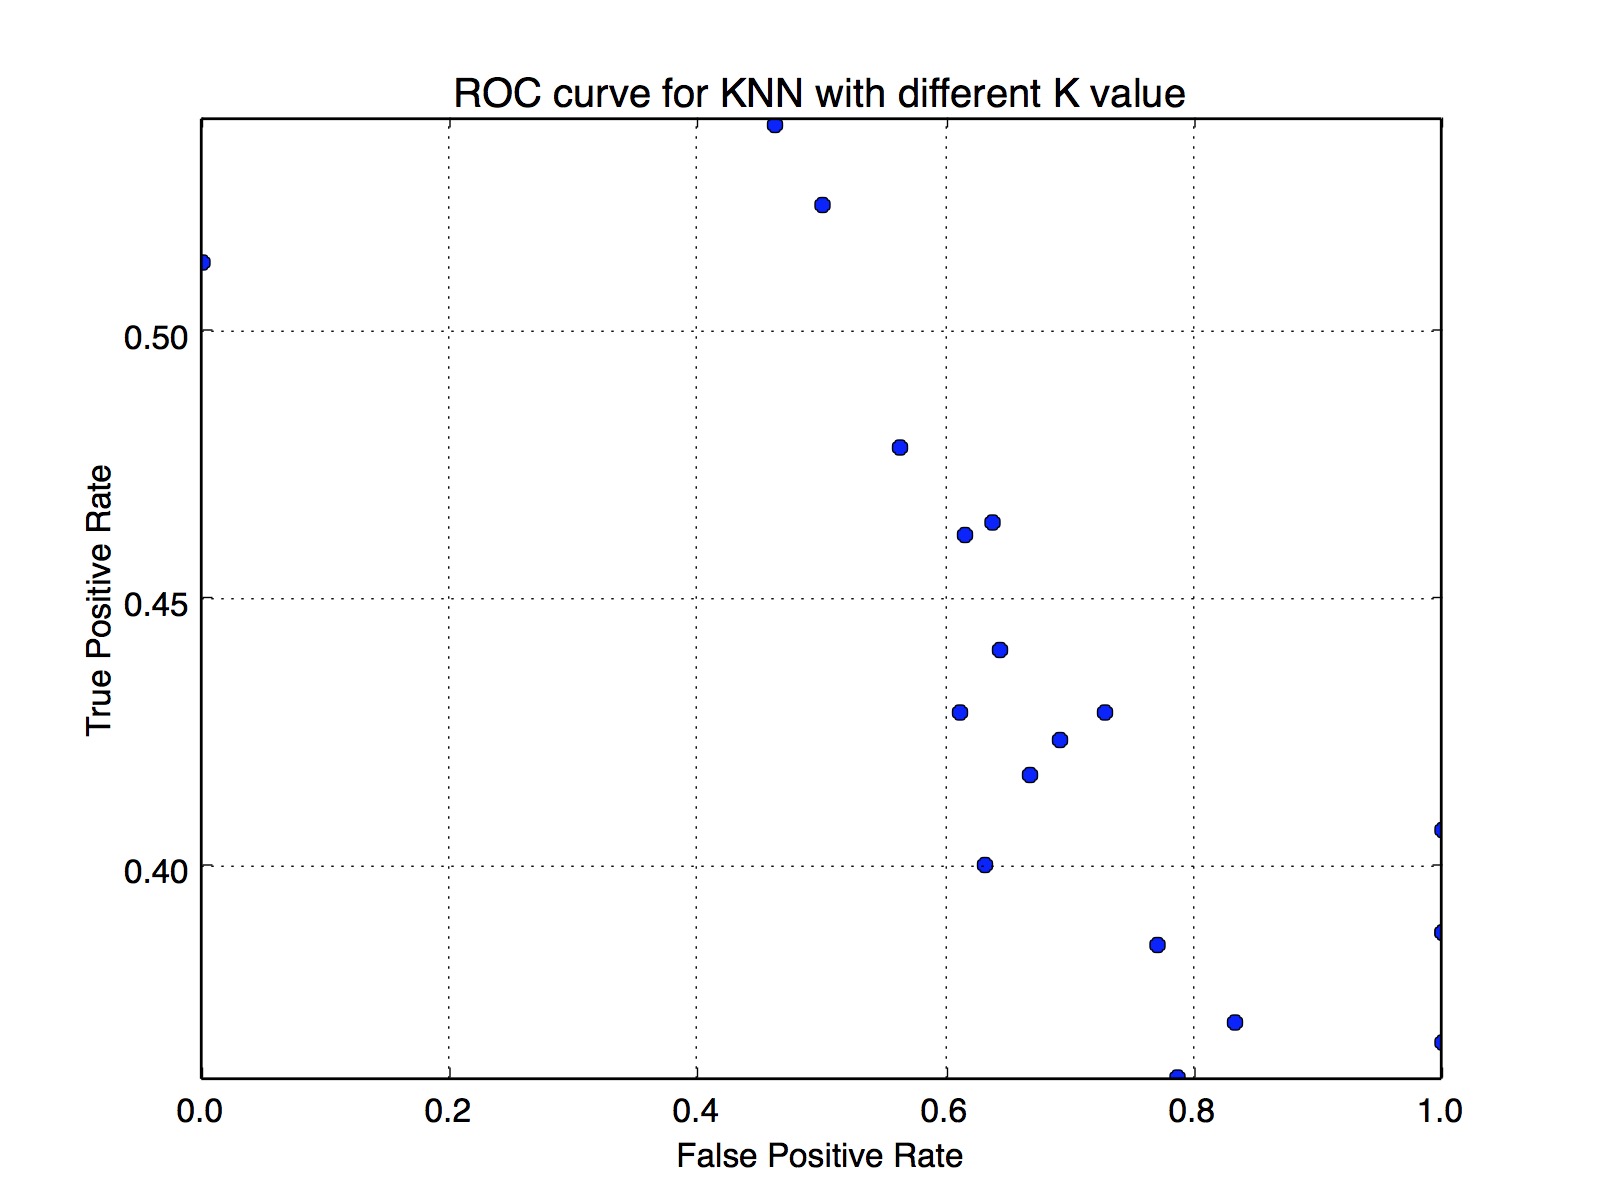 ROC curve for KNN with different K value
True Positive Rate
0.50
0.45
0.40
0.0 0.2 0.4 0.6 0.8 1.0
False Positive Rate